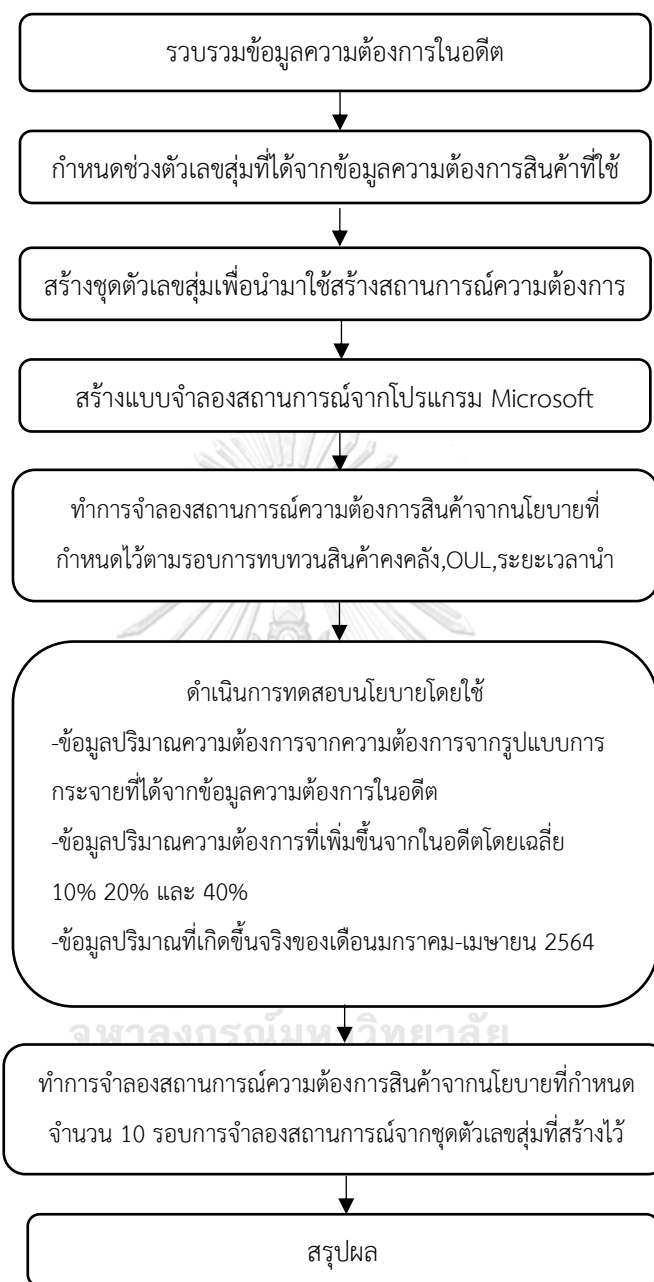 รวบรวมข้อมูลความต้องการในอดีต
กำหนดช่วงตัวเลขสุ่มที่ได้จากข้อมูลความต้องการสินค้าที่ใช้
สร้างชุดตัวเลขสุ่มเพื่อนำมาใช้สร้างสถานการณ์ความต้องการ
สร้างแบบจำลองสถานการณ์จากโปรแกรม Microsoft
ทำการจำลองสถานการณ์ความต้องการสินค้าจากนโยบายที่
กำหนดไว้ตามรอบการทบทวนสินค้าคงคลัง,OUL,ระยะเวลานำ
ดำเนินการทดสอบนโยบายโดยใช้
-ข้อมูลปริมาณความต้องการจากความต้องการจากรูปแบบการ
กระจายที่ได้จากข้อมูลความต้องการในอดีต
-ข้อมูลปริมาณความต้องการที่เพิ่มขึ้นจากในอดีตโดยเฉลี่ย
10% 20% และ 40%
-ข้อมูลปริมาณที่เกิดขึ้นจริงของเดือนมกราคม-เมษายน 2564
จุฬาลงกรณ์มหาวิทยาลัย
ทำการจำลองสถานการณ์ความต้องการสินค้าจากนโยบายที่กำหนด
จำนวน 10 รอบการจำลองสถานการณ์จากชุดตัวเลขสุ่มที่สร้างไว้
สรุปผล